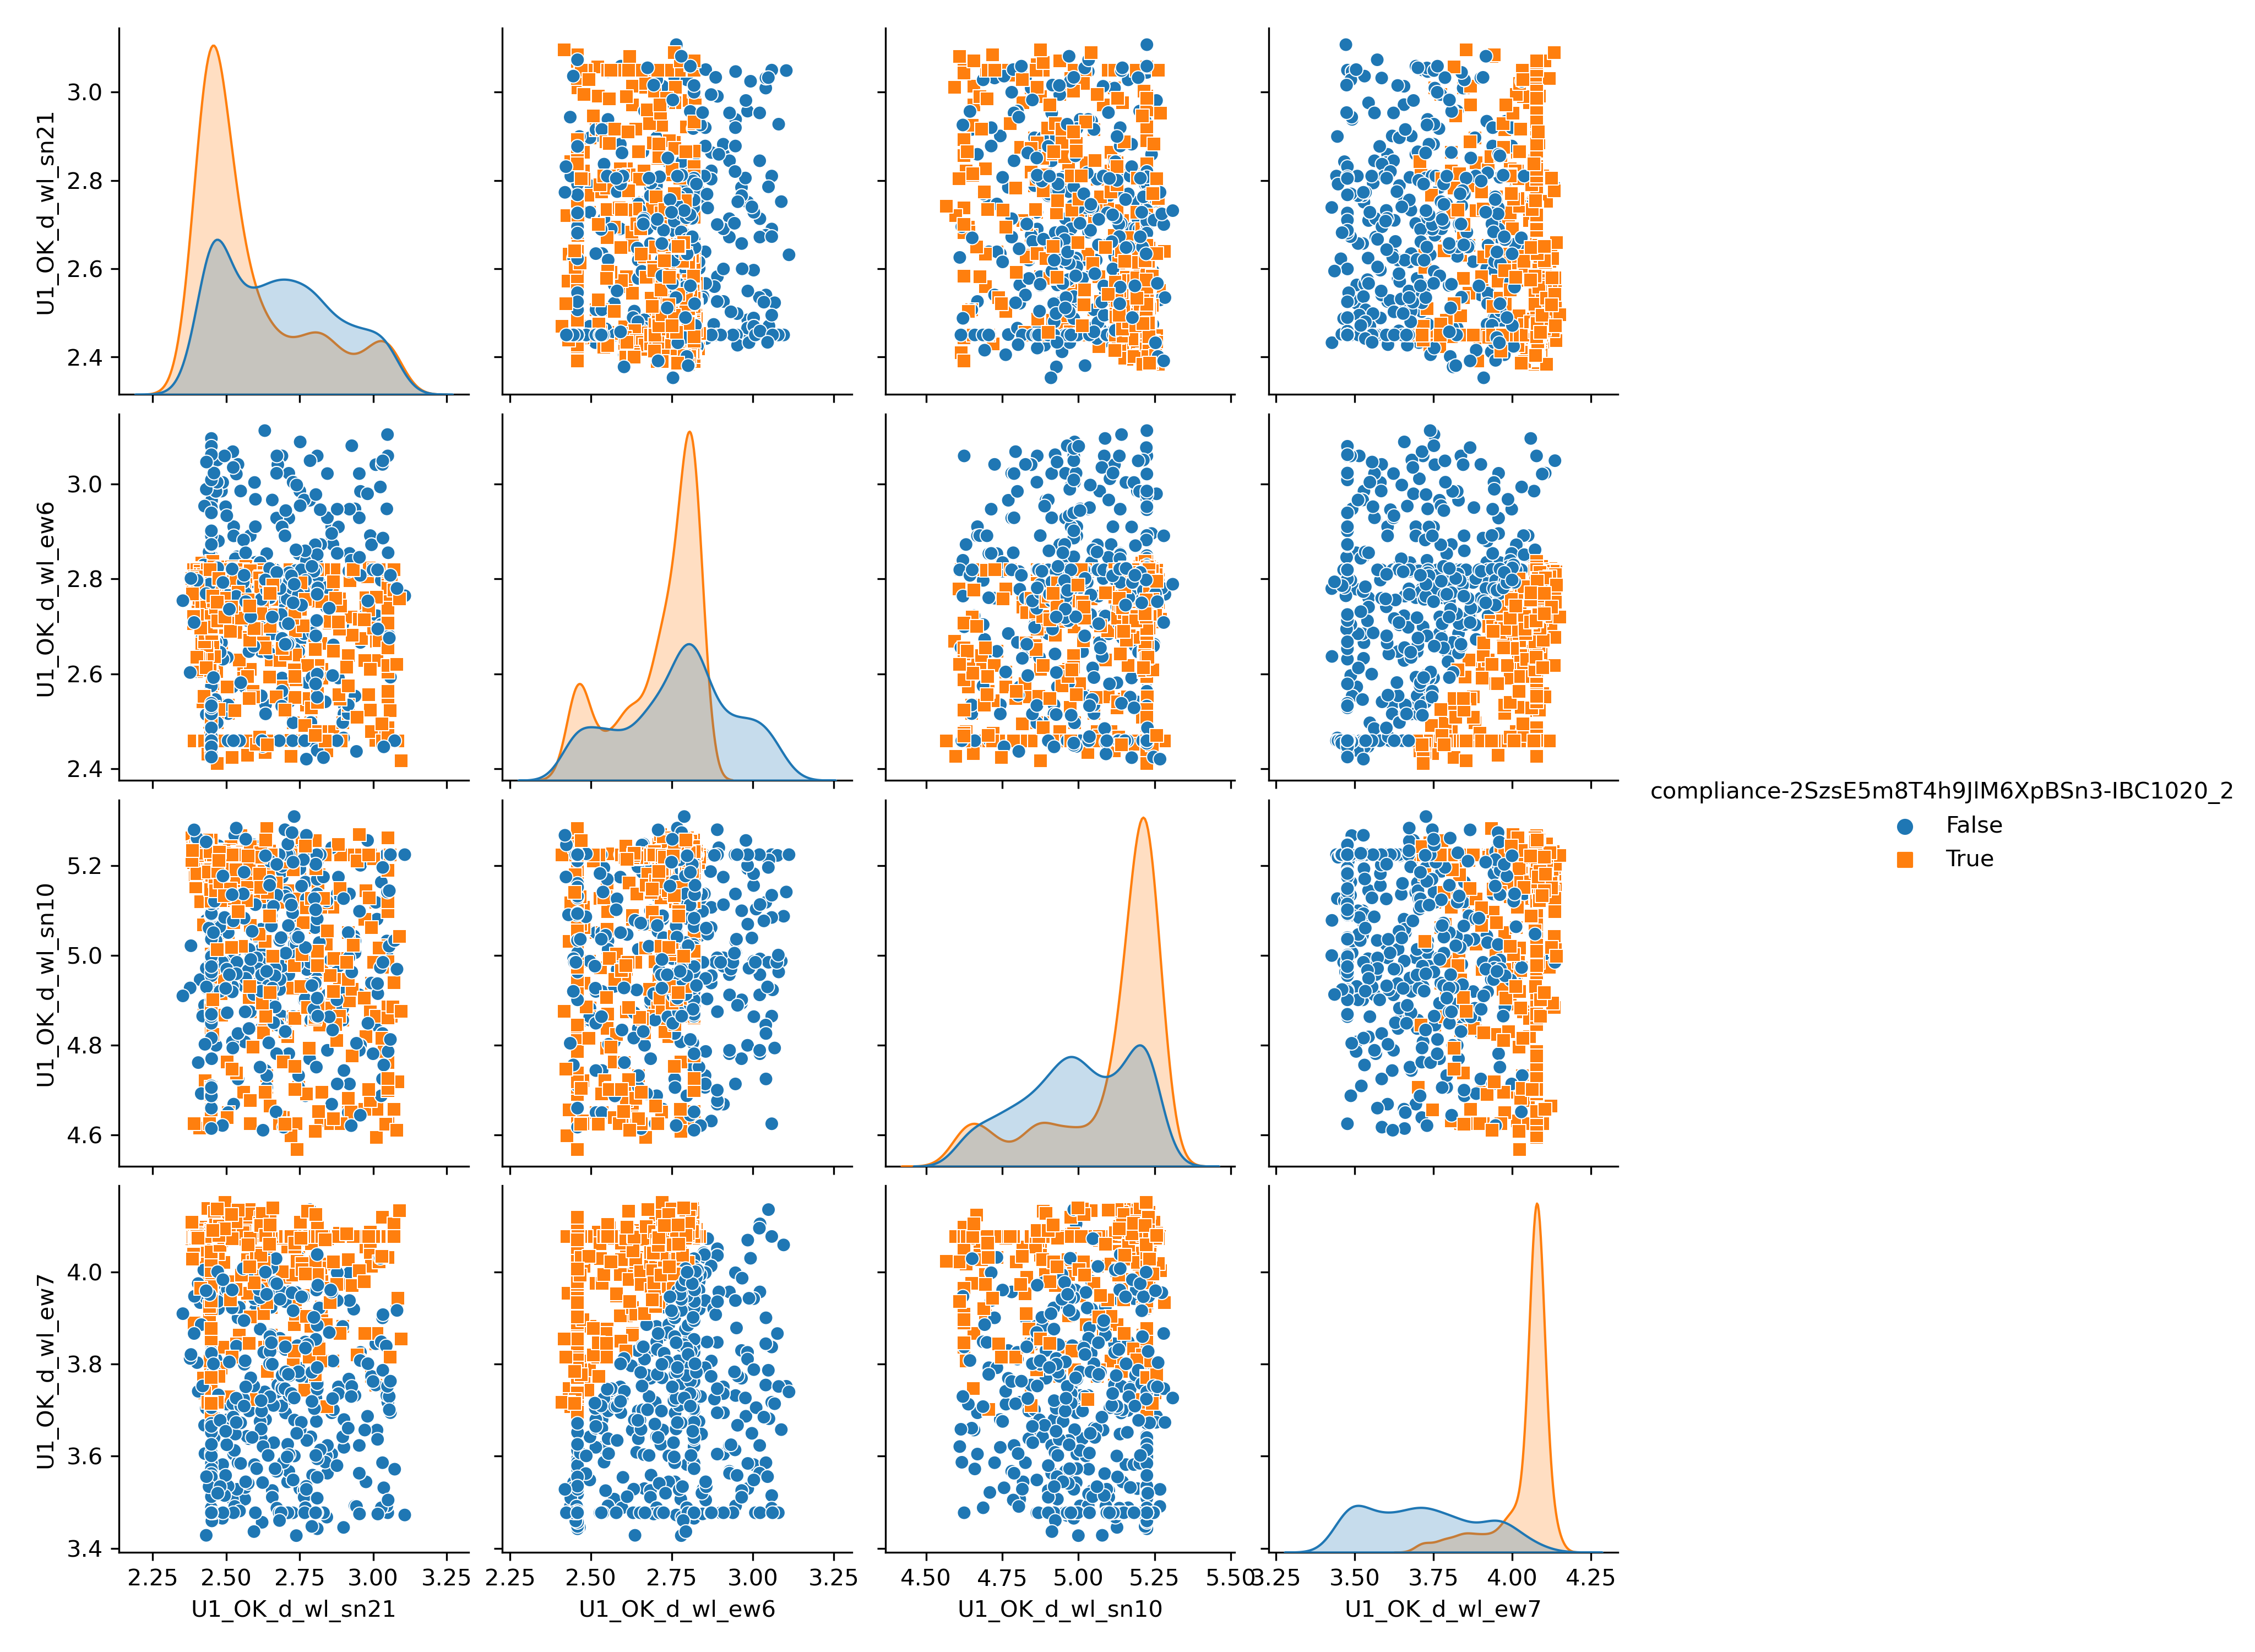 U1_OK_d_wl_sn21
3.0
2.8
2.6
2.4
U1_OK_d_wl_ew6
3.0
2.8
2.6
2.4
U1_OK_d_wl_sn10
5.2
5.0
4.8
4.6
U1_OK_d_wl_ew7
4.0
3.8
3.6
3.4
2.25 2.50 2.75 3.00 3.25
U1_OK_d_wl_sn21
2.25 2.50 2.75 3.00 3.25
U1_OK_d_wl_ew6
4.50 4.75 5.00 5.25 5.50
U1_OK_d_wl_sn10
3.25 3.50 3.75 4.00 4.25
U1_OK_d_wl_ew7
compliance-2SzsE5m8T4h9JlM6XpBSn3-IBC1020_2
False
True